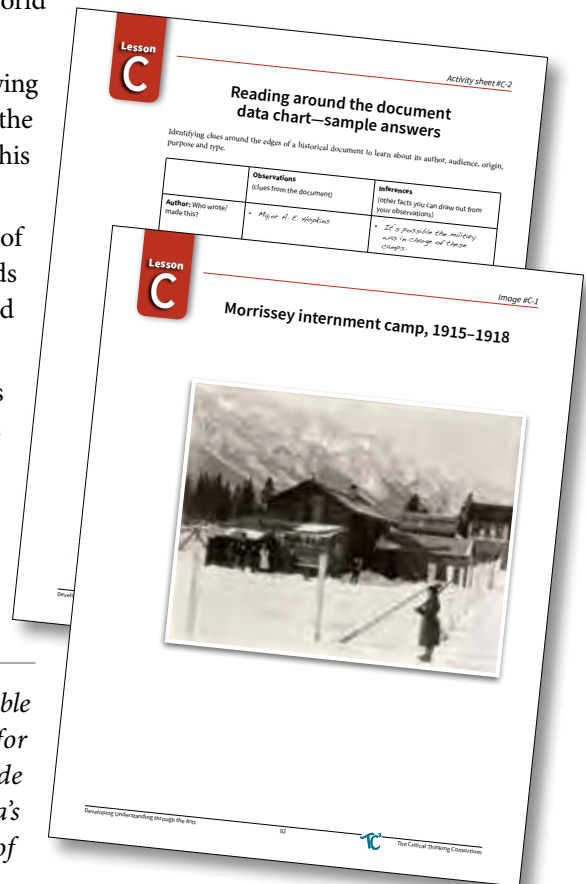 orld
ving
the
his
of
ds
d
s
ble
for
de
a's
of
Lesson
C
Activity sheet #C-2
Reading around the document
data chart—sample answers
Identifying clues around the edges of a historical document to learn about its author, audience, origin,
purpose and type.
Observations
(clues from the document)
Inferences
(other facts you can draw out from
your observations)
Author: Who wrote/
made this?
• Major A. E. Hopkins
• It's possible the military
was in charge of these
camps.
Devel
Lesson
C
Image #C-1
Morrissey internment camp, 1915–1918
Developing Understanding through the Arts
92
TC²
The Critical Thinking Consortium